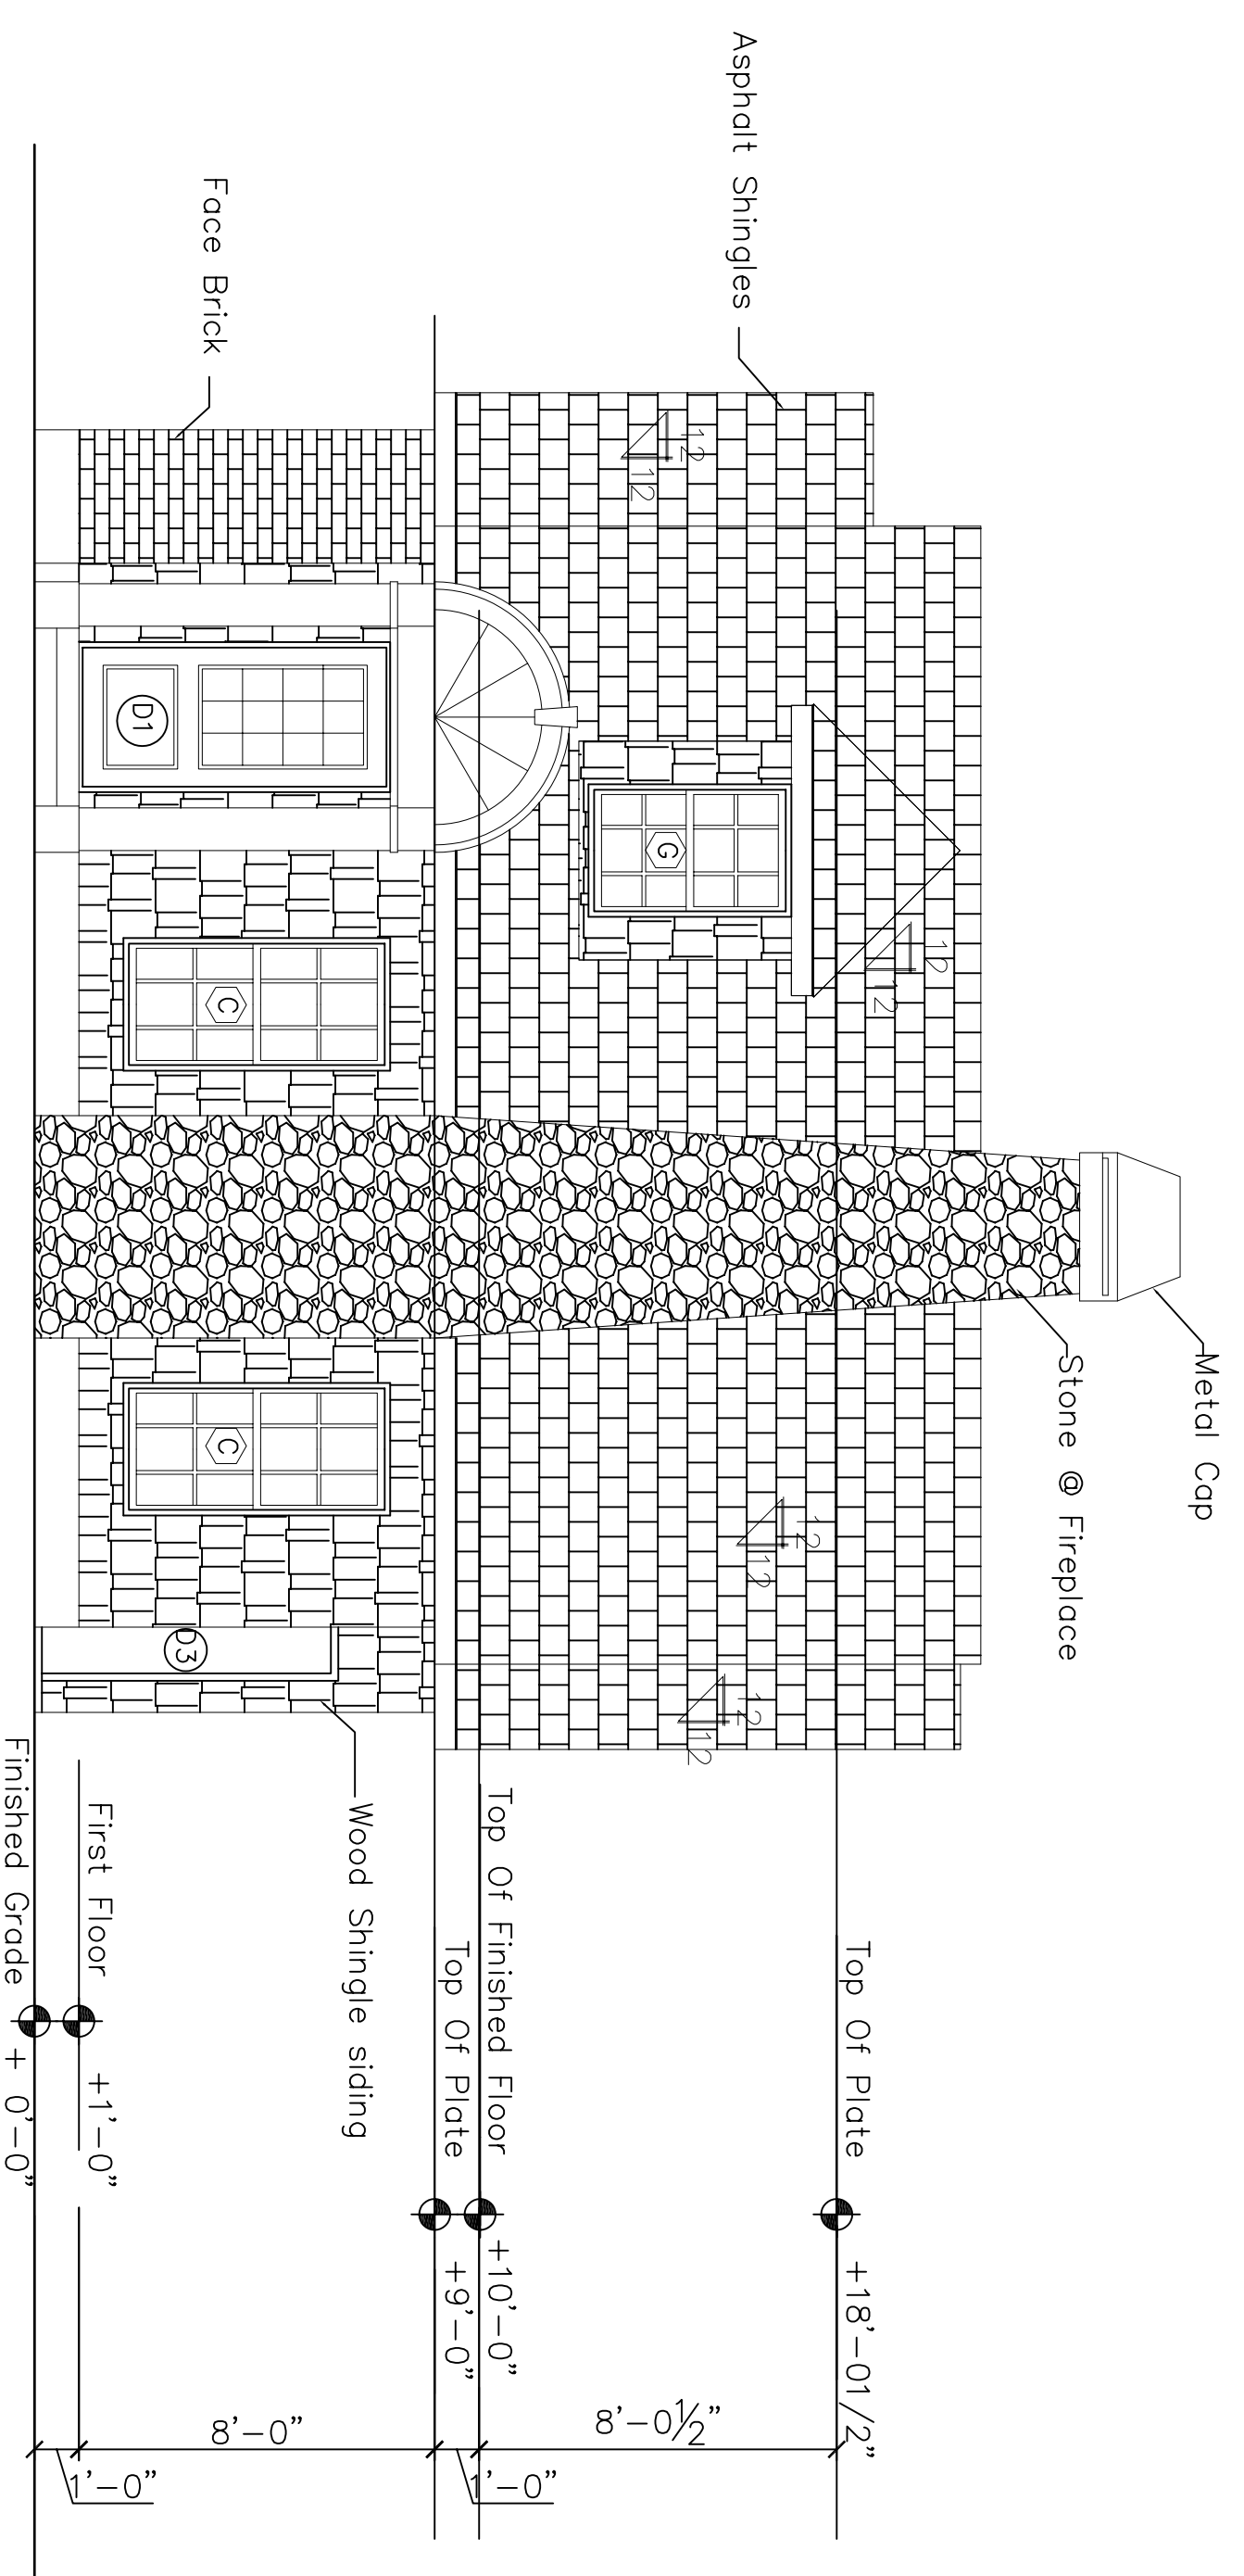 Metal Cap
Stone @ Fireplace
Asphalt Shingles
12
12
12
12
12
12
12
12
G
Top Of Plate
+18'-01/2"
8'-0½"
Top Of Finished Floor
+10'-0"
1'-0"
Top Of Plate
+9'-0"
Face Brick
D1
C
C
D3
Wood Shingle siding
8'-0"
First Floor
+1'-0"
1'-0"
Finished Grade
+ 0'-0"